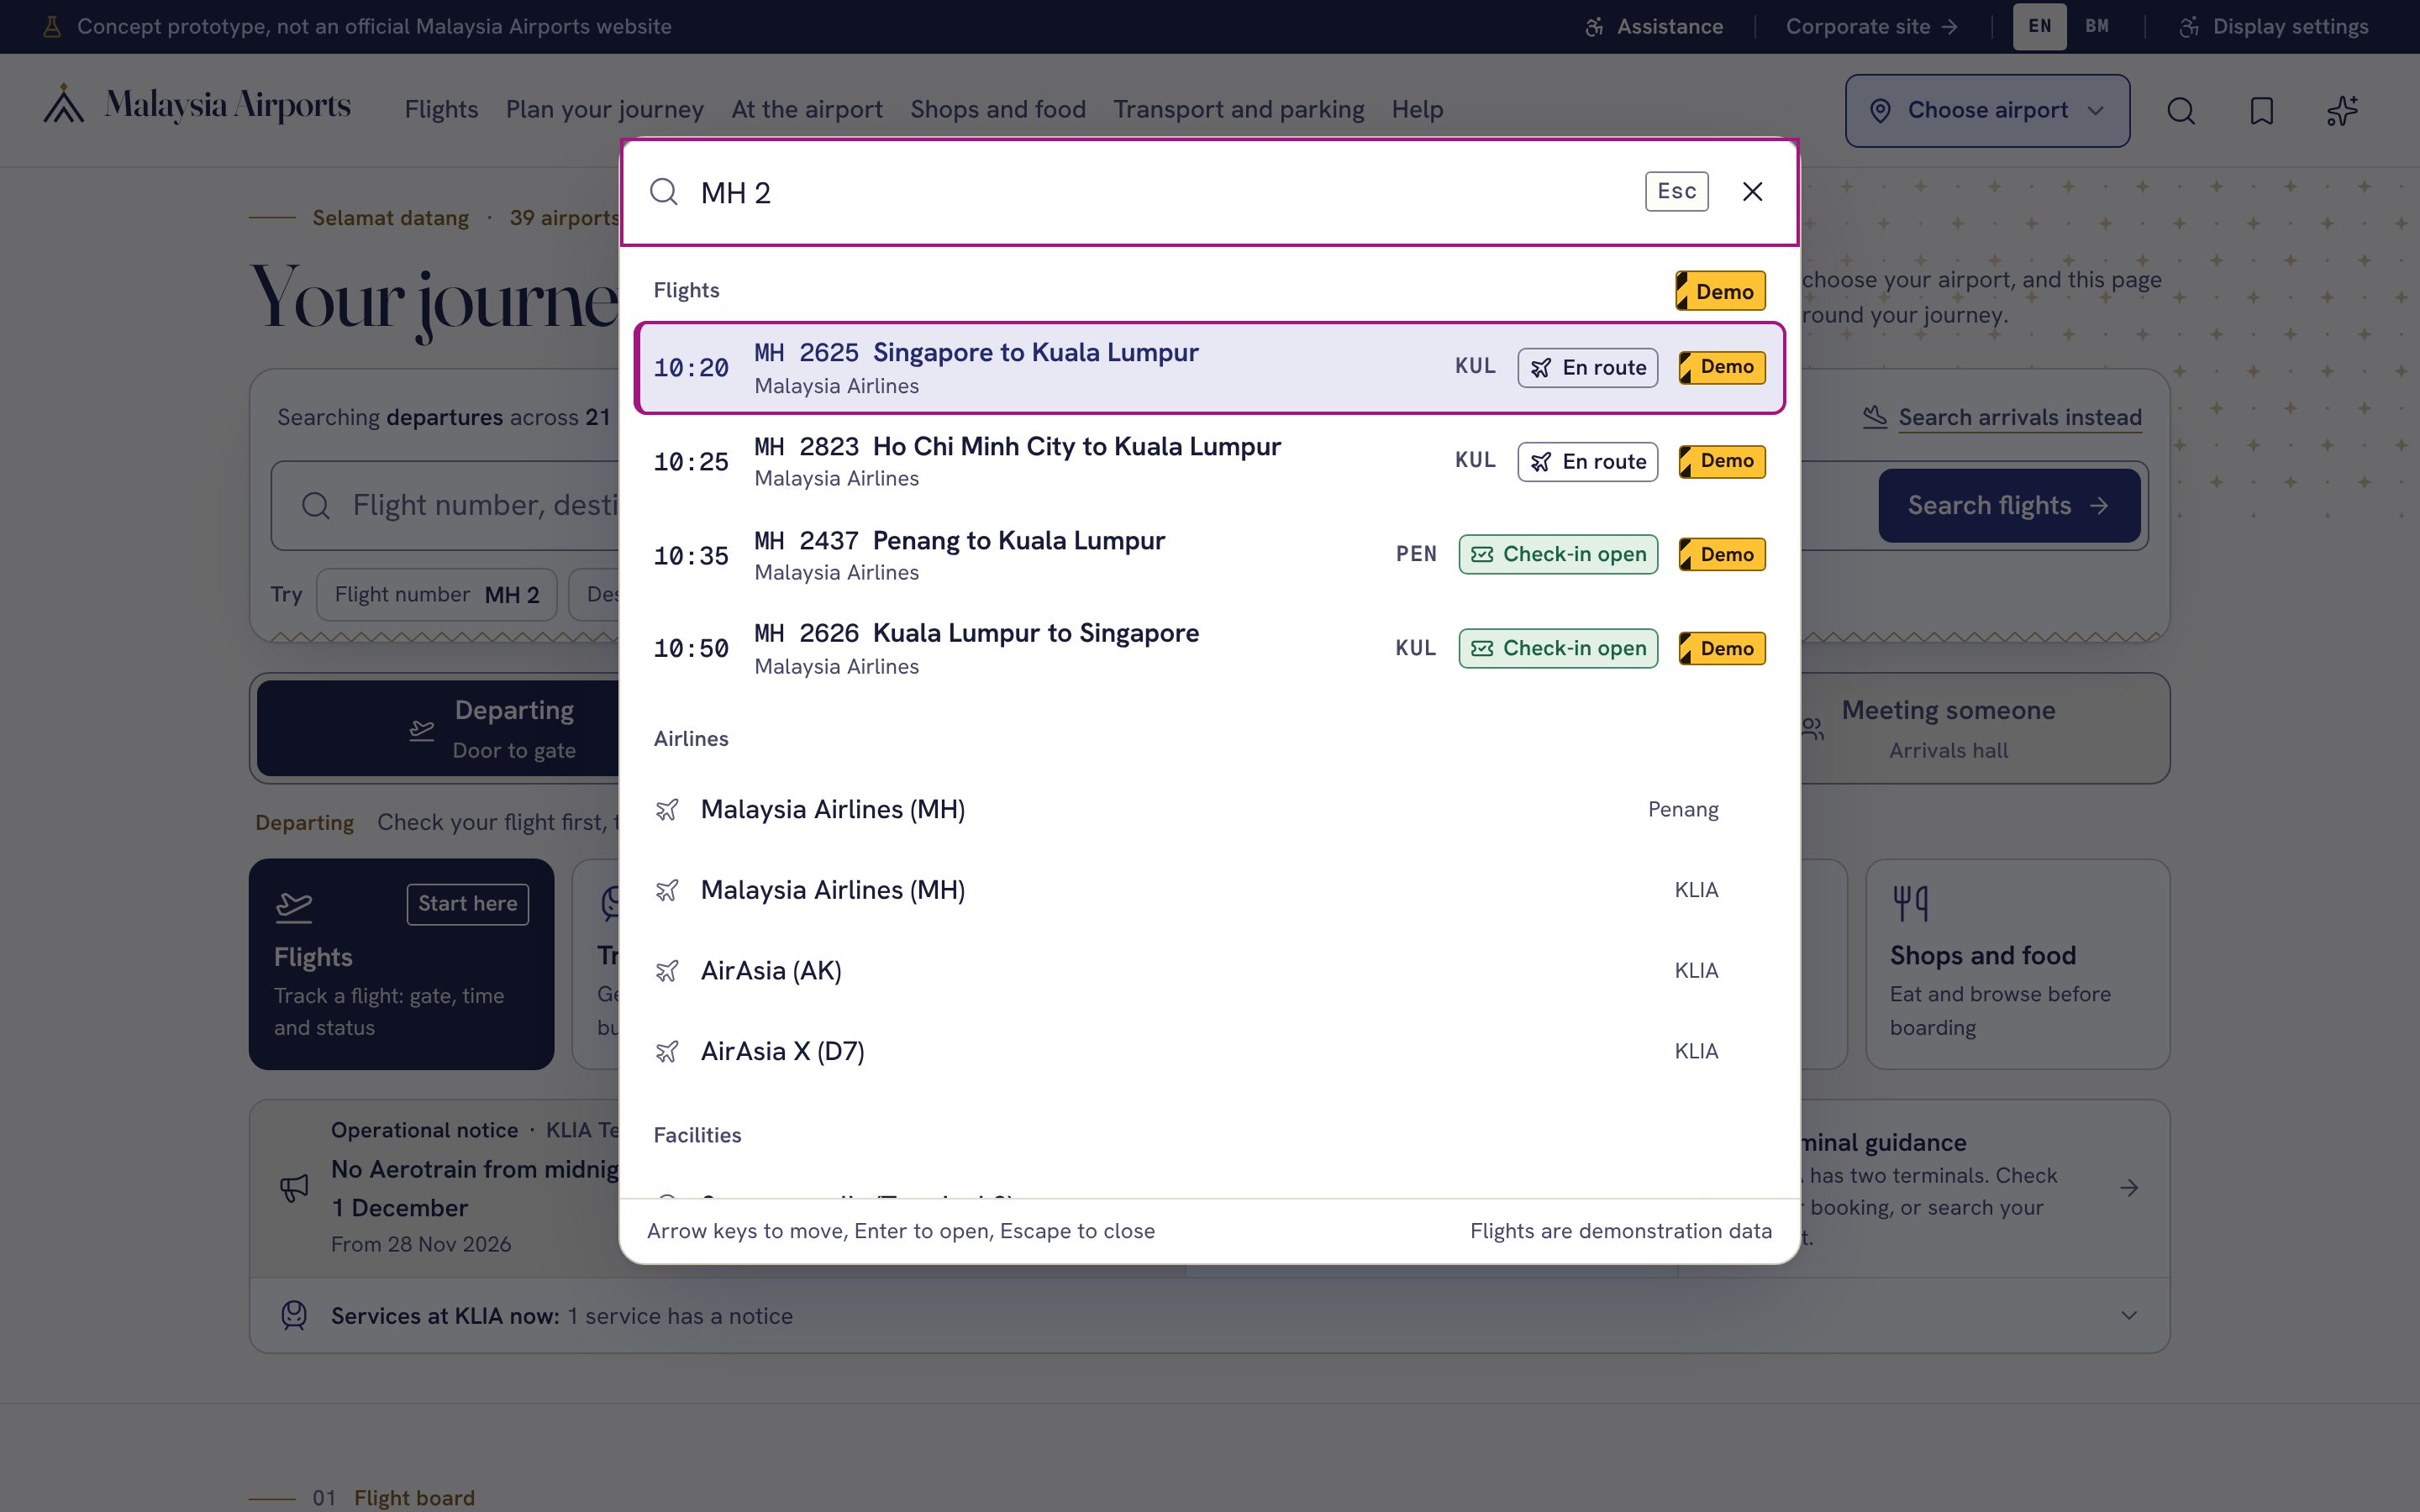 Concept prototype, not an official Malaysia Airports website
Assistance
Corporate site
EN
BM
Display settings
Malaysia Airports
Flights
Plan your journey
At the airport
Shops and food
Transport and parking
Help
Choose airport
MH 2
Esc
Selamat datang · 39 airports
Your journe
choose your airport, and this page
round your journey.
Flights
Demo
10:20
MH 2625 Singapore to Kuala Lumpur
Malaysia Airlines
KUL
En route
Demo
10:25
MH 2823 Ho Chi Minh City to Kuala Lumpur
Malaysia Airlines
KUL
En route
Demo
10:35
MH 2437 Penang to Kuala Lumpur
Malaysia Airlines
PEN
Check-in open
Demo
10:50
MH 2626 Kuala Lumpur to Singapore
Malaysia Airlines
KUL
Check-in open
Demo
Airlines
Malaysia Airlines (MH)
Penang
Malaysia Airlines (MH)
KLIA
AirAsia (AK)
KLIA
AirAsia X (D7)
KLIA
Facilities
Arrow keys to move, Enter to open, Escape to close
Flights are demonstration data
Searching departures across 21
Search arrivals instead
Flight number, desti
Search flights
Try
Flight number MH 2
Des
Departing
Door to gate
Meeting someone
Arrivals hall
Departing
Check your flight first, t
Start here
Flights
Track a flight: gate, time
and status
Tr
Ge
bu
Shops and food
Eat and browse before
boarding
Operational notice · KLIA Te
No Aerotrain from midnig
1 December
From 28 Nov 2026
minal guidance
has two terminals. Check
booking, or search your
t.
Services at KLIA now: 1 service has a notice
01 Flight board